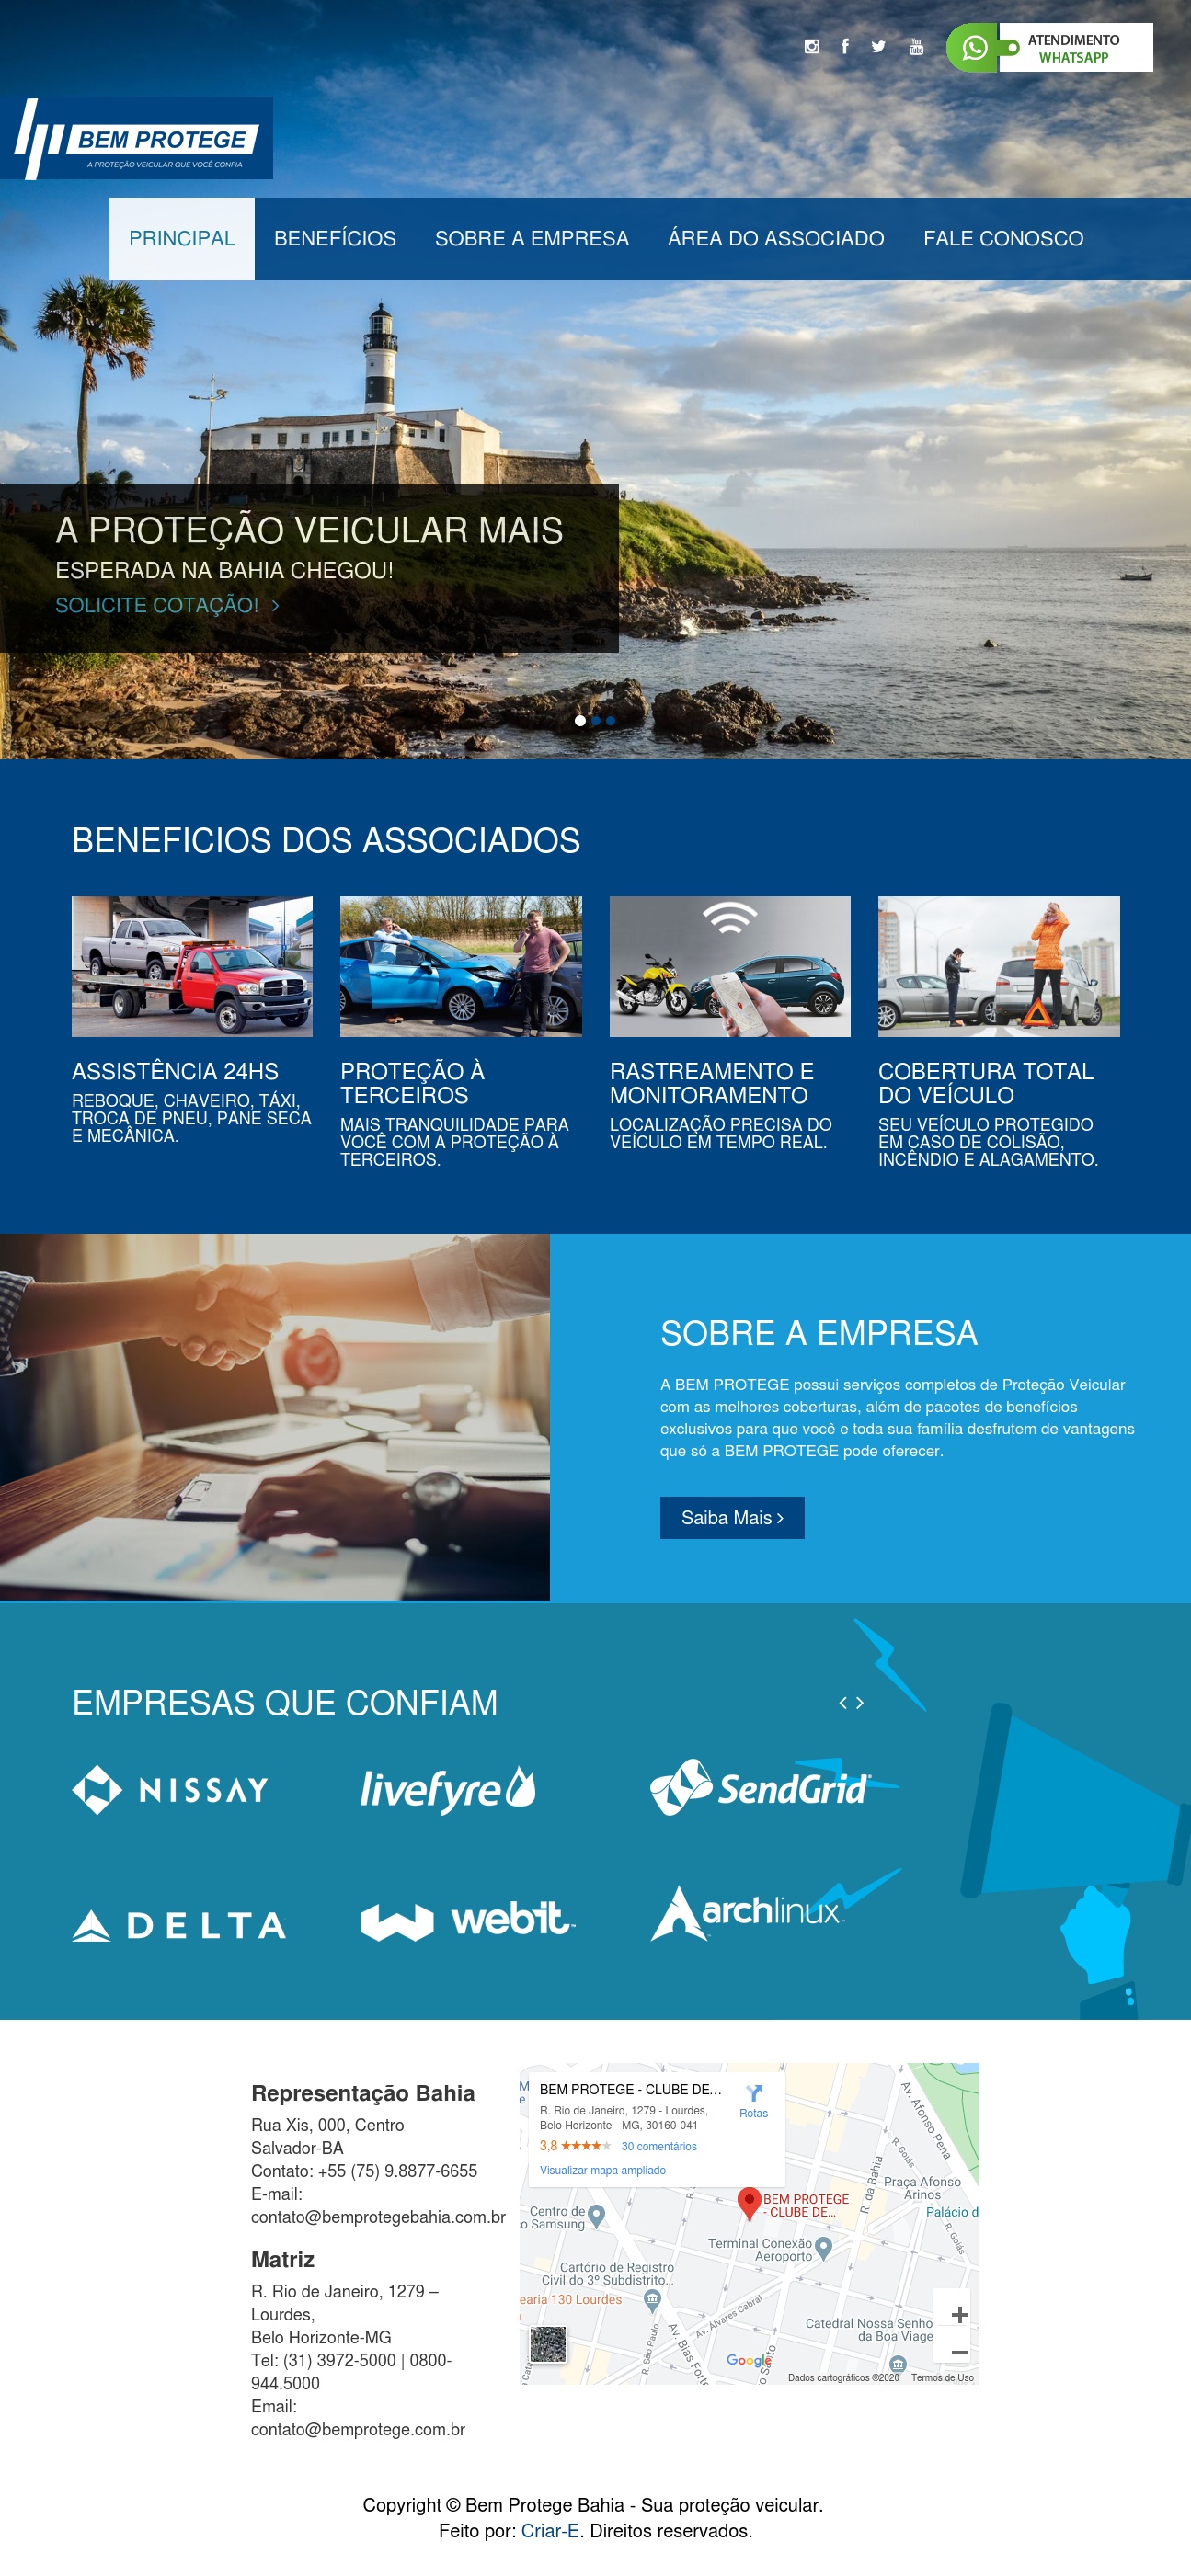 ATENDIMENTO
WHATSAPP
BEM PROTEGE
A PROTEÇÃO VEICULAR QUE VOCÊ CONFIA
PRINCIPAL BENEFÍCIOS SOBRE A EMPRESA ÁREA DO ASSOCIADO FALE CONOSCO
A PROTEÇÃO VEICULAR MAIS
ESPERADA NA BAHIA CHEGOU!
SOLICITE COTAÇÃO! >
BENEFICIOS DOS ASSOCIADOS
ASSISTÊNCIA 24HS
REBOQUE, CHAVEIRO, TÁXI,
TROCA DE PNEU, PANE SECA
E MECÂNICA.
PROTEÇÃO À
TERCEIROS
MAIS TRANQUILIDADE PARA
VOCÊ COM A PROTEÇÃO À
TERCEIROS.
RASTREAMENTO E
MONITORAMENTO
LOCALIZAÇÃO PRECISA DO
VEÍCULO EM TEMPO REAL.
COBERTURA TOTAL
DO VEÍCULO
SEU VEÍCULO PROTEGIDO
EM CASO DE COLISÃO,
INCÊNDIO E ALAGAMENTO.
SOBRE A EMPRESA
A BEM PROTEGE possui serviços completos de Proteção Veicular
com as melhores coberturas, além de pacotes de benefícios
exclusivos para que você e toda sua família desfrutem de vantagens
que só a BEM PROTEGE pode oferecer.
Saiba Mais >
EMPRESAS QUE CONFIAM
NISSAY
livefyre
SendGrid
DELTA
webit
archlinux
Representação Bahia
Rua Xis, 000, Centro
Salvador-BA
Contato: +55 (75) 9.8877-6655
E-mail:
contato@bemprotegebahia.com.br
Matriz
R. Rio de Janeiro, 1279 –
Lourdes,
Belo Horizonte-MG
Tel: (31) 3972-5000 | 0800-
944.5000
Email:
contato@bemprotege.com.br
BEM PROTEGE - CLUBE DE...
R. Rio de Janeiro, 1279 - Lourdes,
Belo Horizonte - MG, 30160-041
3,8 ★★★★★ 30 comentários
Visualizar mapa ampliado
Rotas
Av. Afonso Pena
R. Goiás
R. da Bahia
Praça Afonso
Arinos
Palácio d
R. Goiás
BEM PROTEGE
- CLUBE DE...
Centro de
o Samsung
Terminal Conexão
Aeroporto
Cartório de Registro
Civil do 3º Subdistrito...
earia 130 Lourdes
Av. Álvares Cabral
Catedral Nossa Senho
da Boa Viage
R. São Paulo
Av. Bias Forte
Google
Dados cartográficos ©2020 Termos de Uso
Copyright © Bem Protege Bahia - Sua proteção veicular.
Feito por: Criar-E. Direitos reservados.